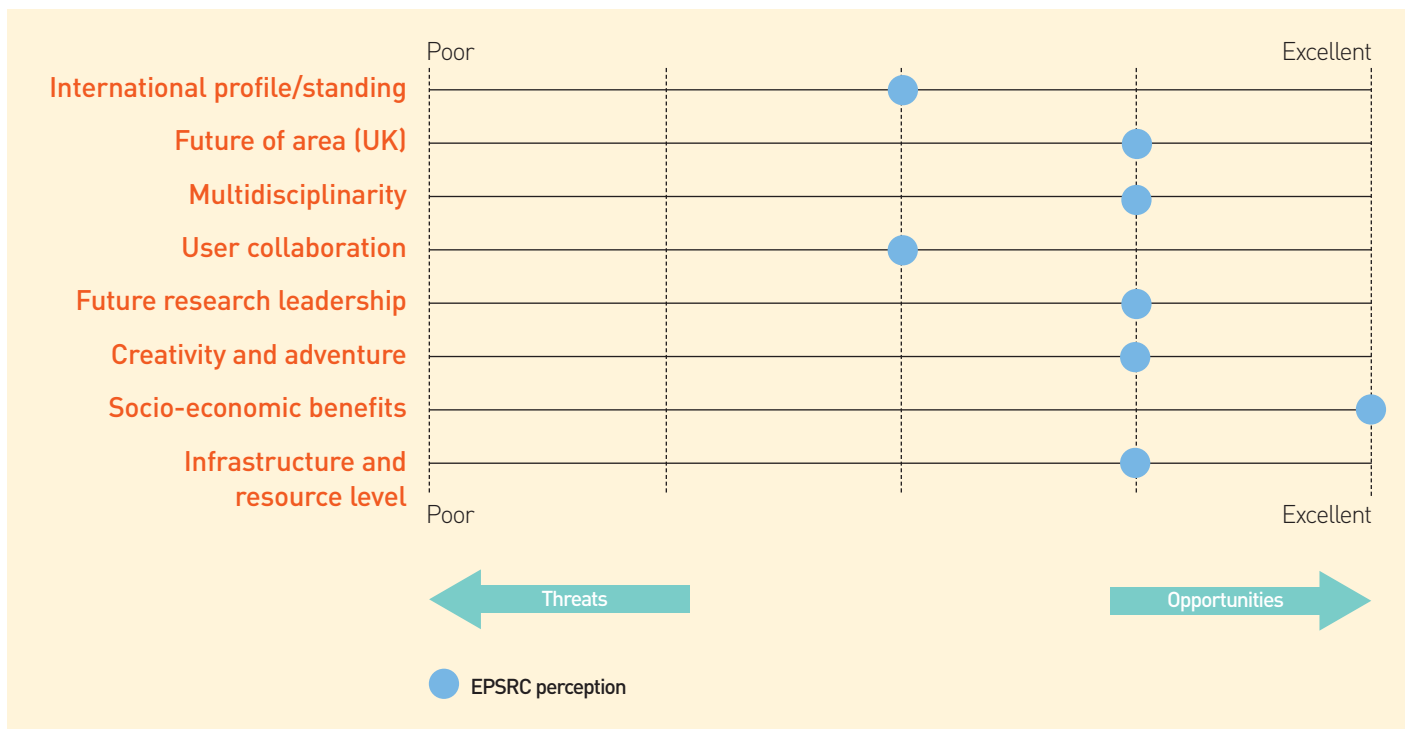 Poor
Excellent
International profile/standing
Future of area (UK)
Multidisciplinarity
User collaboration
Future research leadership
Creativity and adventure
Socio-economic benefits
Infrastructure and
resource level
Poor
Excellent
Threats
Opportunities
EPSRC perception